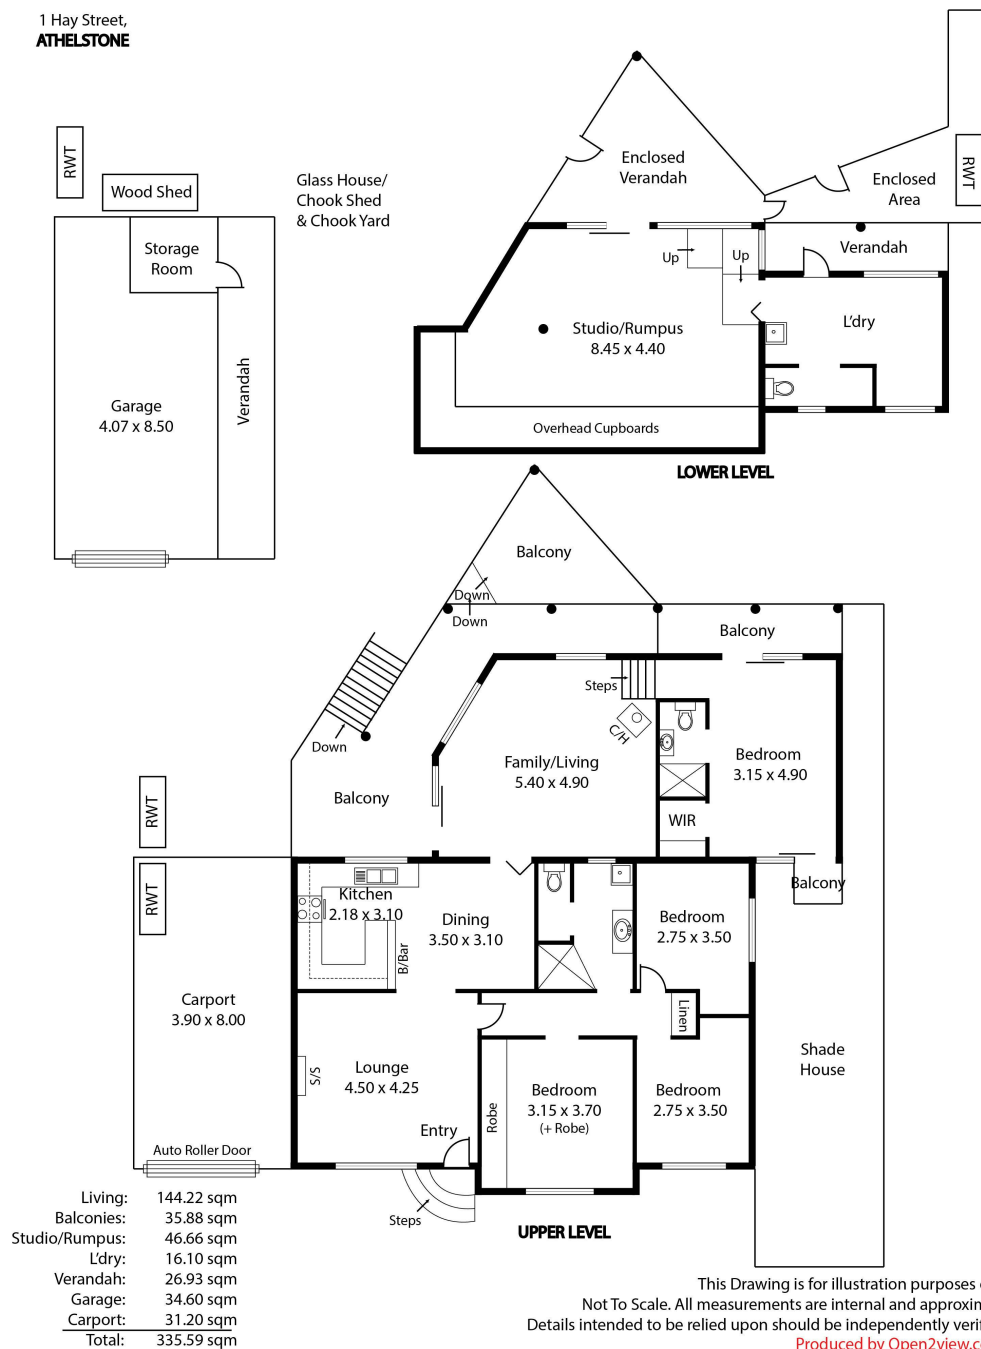 1 Hay Street,
ATHELSTONE
RWT
Wood Shed
Storage
Room
Verandah
Garage
4.07 x 8.50
Glass House/
Chook Shed
& Chook Yard
Enclosed
Verandah
Enclosed
Area
RWT
Verandah
Up
Up
Studio/Rumpus
8.45 x 4.40
L'dry
Overhead Cupboards
LOWER LEVEL
Balcony
Down
Down
Balcony
Steps
Down
C/H
Family/Living
5.40 x 4.90
Bedroom
3.15 x 4.90
Balcony
WIR
RWT
RWT
Balcony
Kitchen
2.18 x 3.10
Dining
3.50 x 3.10
B/Bar
Bedroom
2.75 x 3.50
Carport
3.90 x 8.00
Linen
Lounge
4.50 x 4.25
S/S
Shade
House
Robe
Bedroom
3.15 x 3.70
(+ Robe)
Bedroom
2.75 x 3.50
Entry
Auto Roller Door
Steps
UPPER LEVEL
Living: 144.22 sqm
Balconies: 35.88 sqm
Studio/Rumpus: 46.66 sqm
L'dry: 16.10 sqm
Verandah: 26.93 sqm
Garage: 34.60 sqm
Carport: 31.20 sqm
Total: 335.59 sqm
This Drawing is for illustration purposes
Not To Scale. All measurements are internal and approxim
Details intended to be relied upon should be independently verif
Produced by Open2view.c